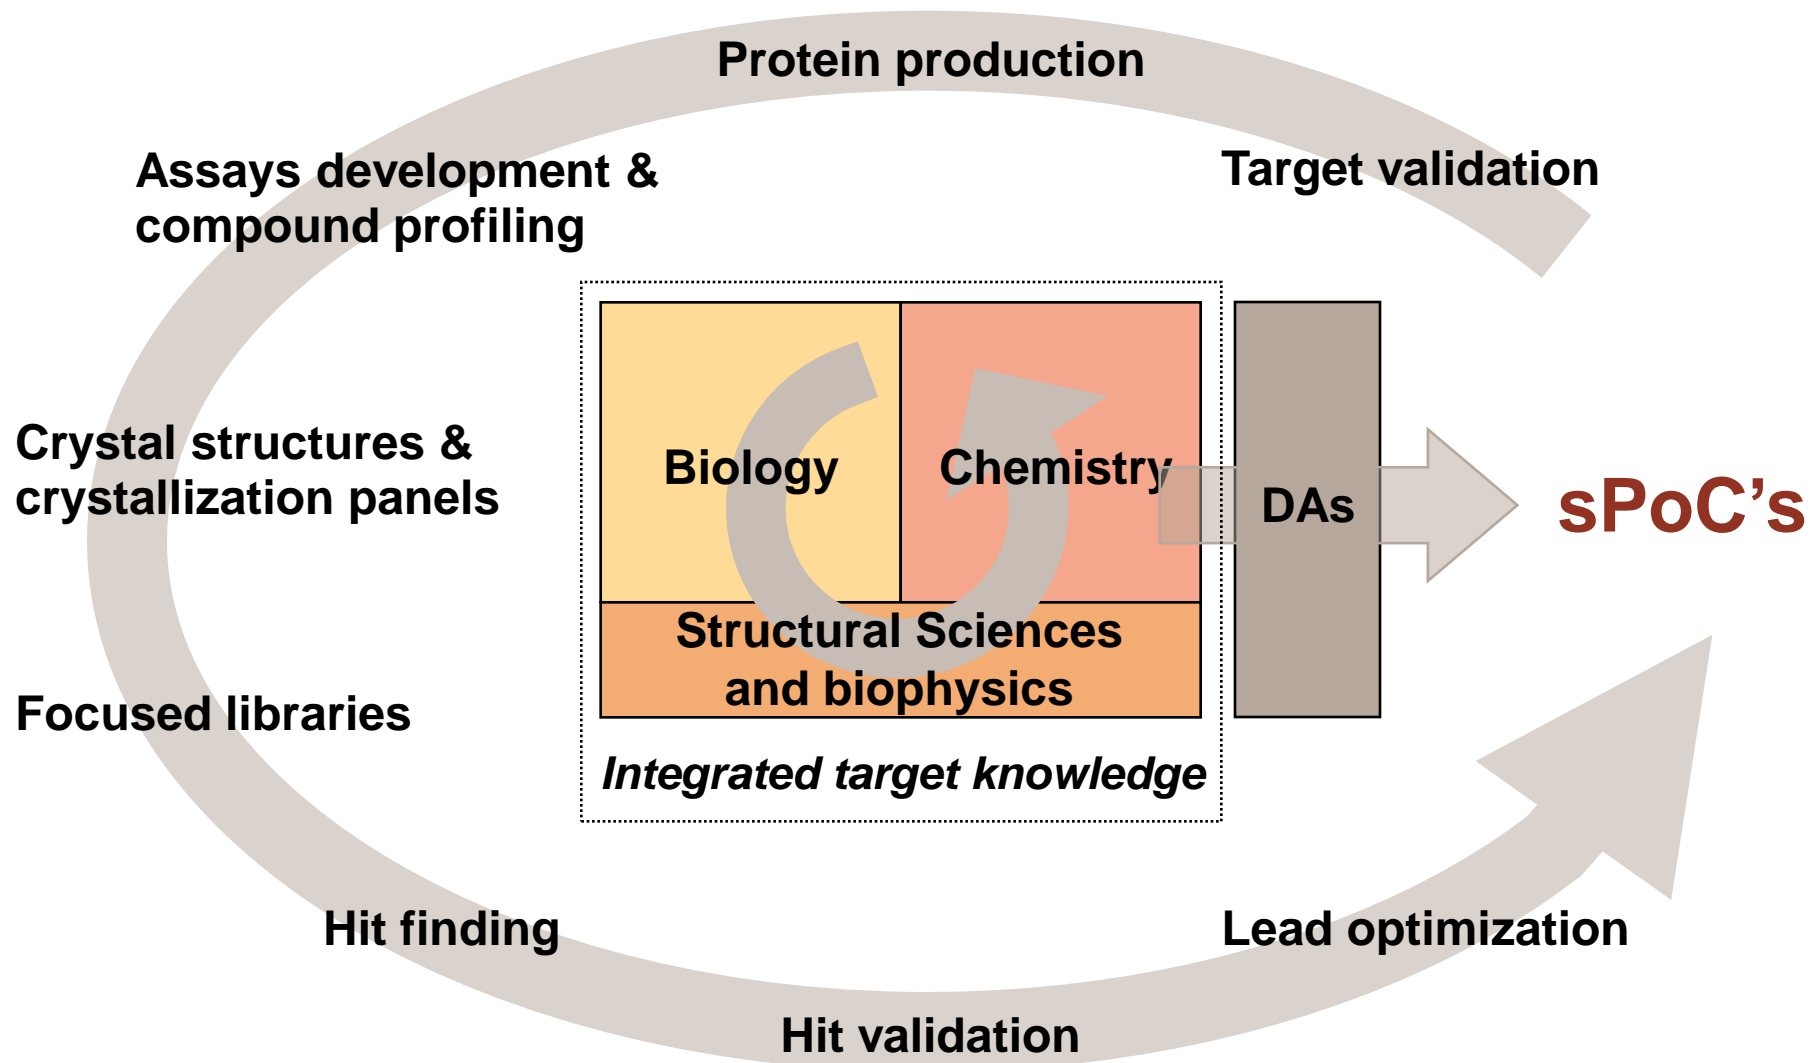 Protein production
Assays development &
compound profiling
Target validation
Crystal structures &
crystallization panels
Biology
Chemistry
DAs
sPoC’s
Structural Sciences
and biophysics
Focused libraries
Integrated target knowledge
Hit finding
Lead optimization
Hit validation